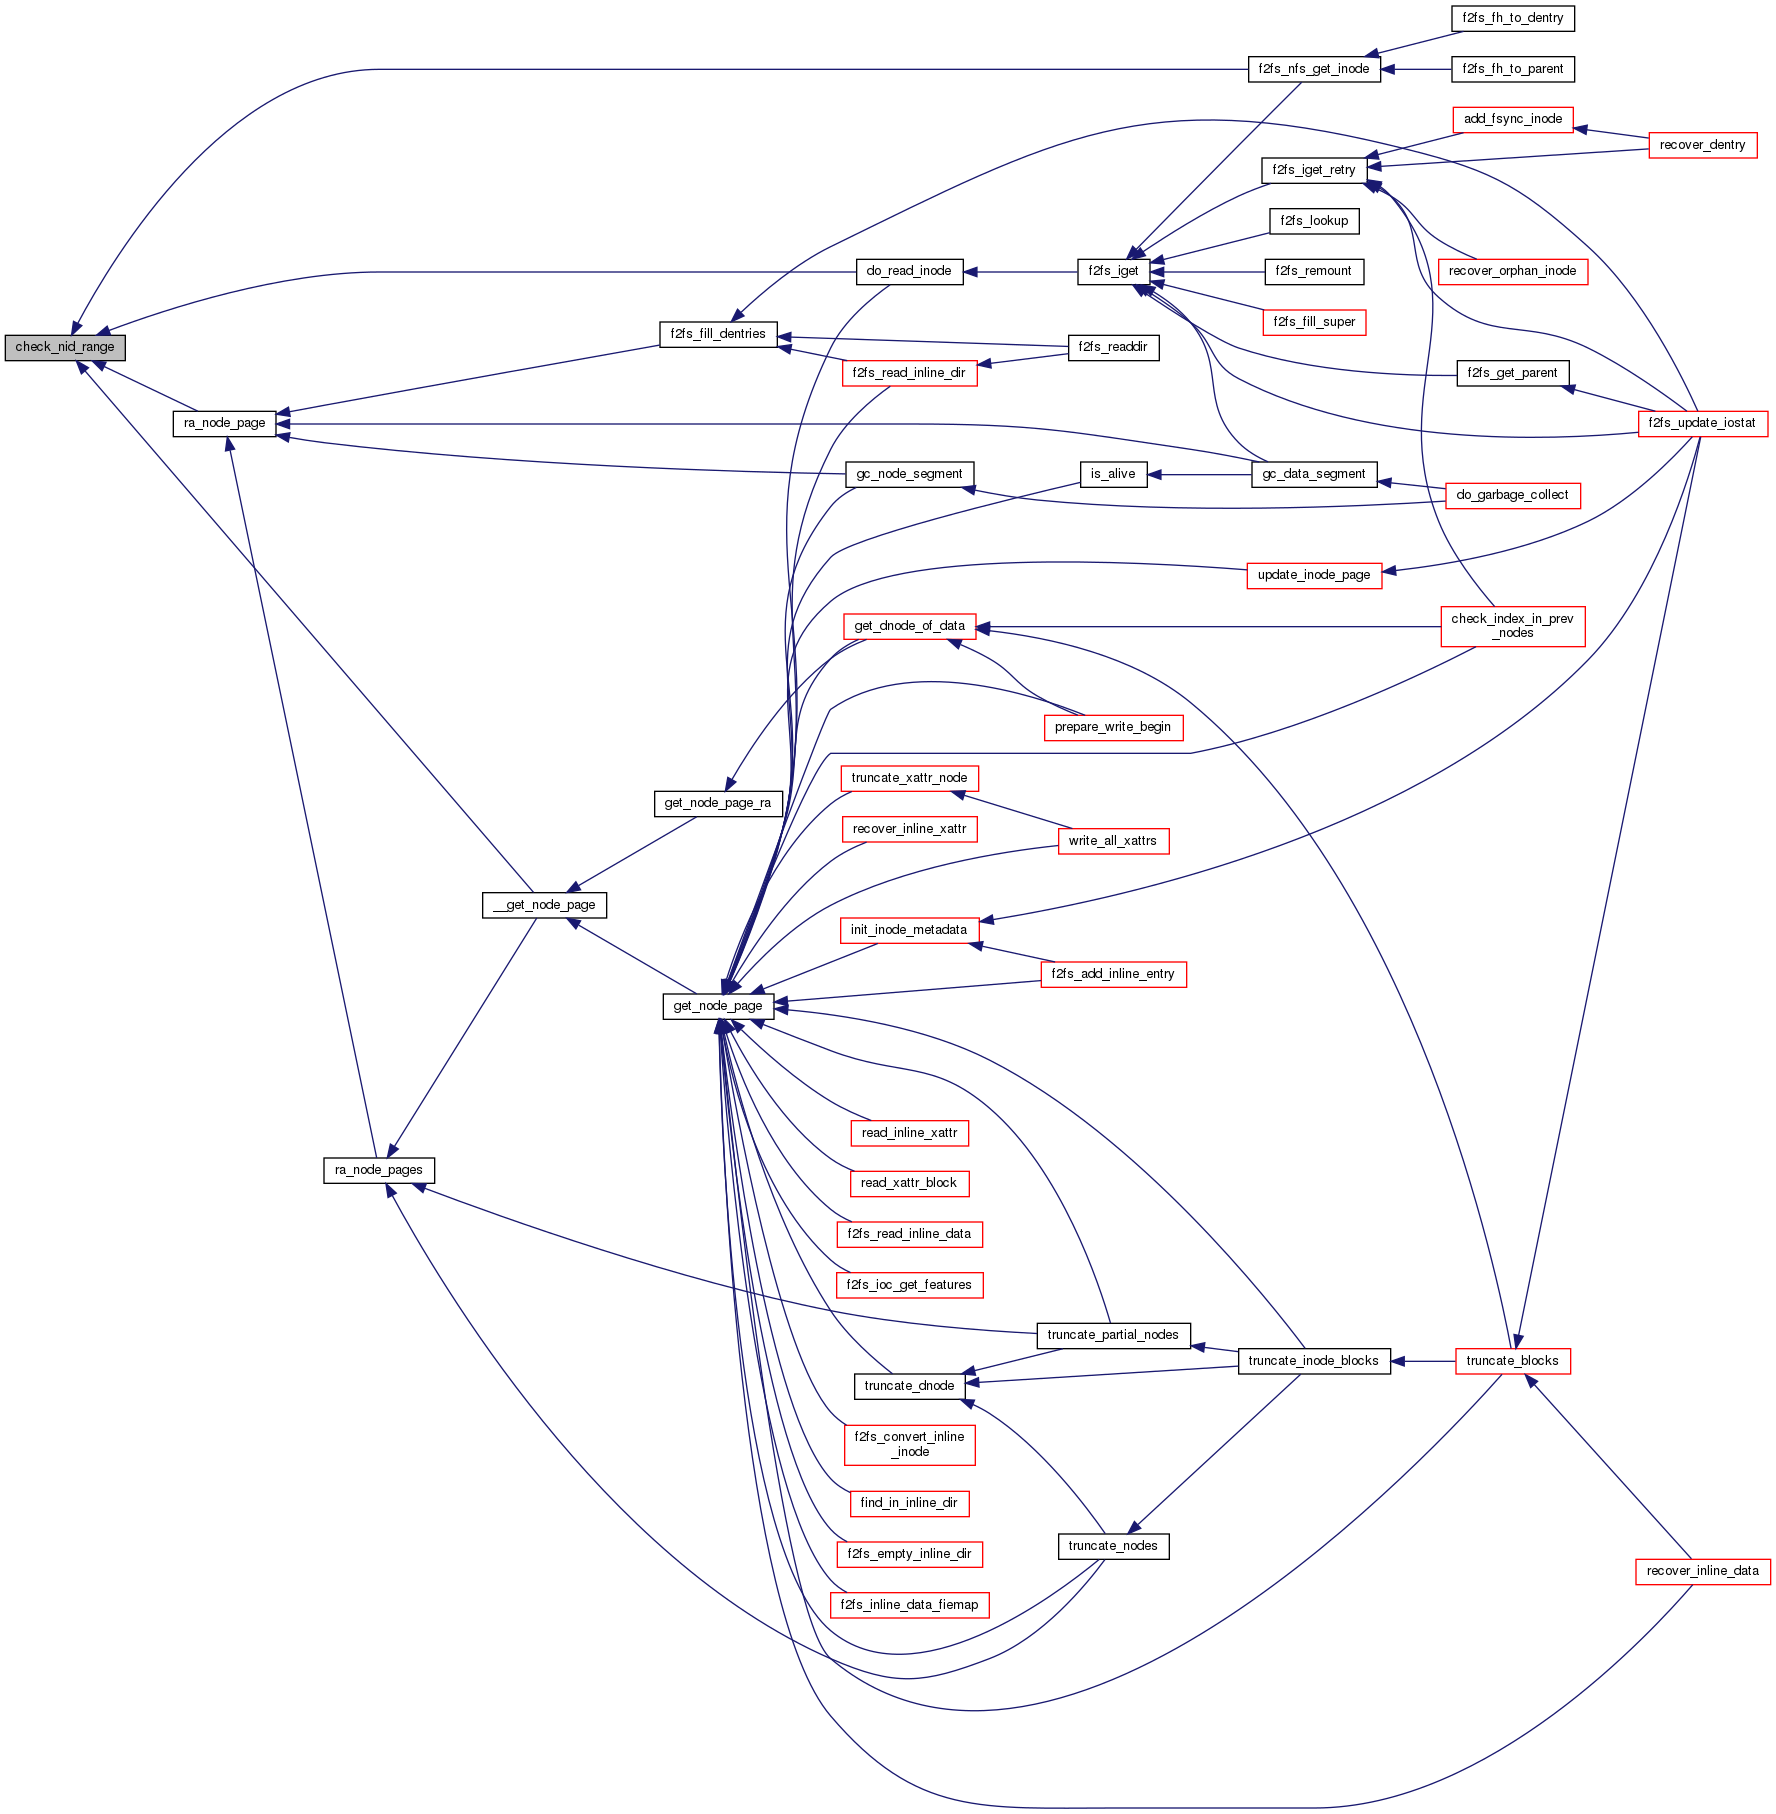 f2fs_fh_to_dentry
f2fs_nfs_get_inode
f2fs_fh_to_parent
add_fsync_inode
recover_dentry
f2fs_iget_retry
f2fs_lookup
do_read_inode
f2fs_iget
f2fs_remount
recover_orphan_inode
f2fs_fill_super
f2fs_fill_dentries
check_nid_range
f2fs_readdir
f2fs_read_inline_dir
f2fs_get_parent
ra_node_page
f2fs_update_iostat
gc_node_segment
is_alive
gc_data_segment
do_garbage_collect
update_inode_page
get_dnode_of_data
check_index_in_prev
_nodes
prepare_write_begin
truncate_xattr_node
get_node_page_ra
recover_inline_xattr
write_all_xattrs
__get_node_page
init_inode_metadata
f2fs_add_inline_entry
get_node_page
read_inline_xattr
ra_node_pages
read_xattr_block
f2fs_read_inline_data
f2fs_ioc_get_features
truncate_partial_nodes
truncate_inode_blocks
truncate_blocks
truncate_dnode
f2fs_convert_inline
_inode
find_in_inline_dir
truncate_nodes
f2fs_empty_inline_dir
recover_inline_data
f2fs_inline_data_fiemap